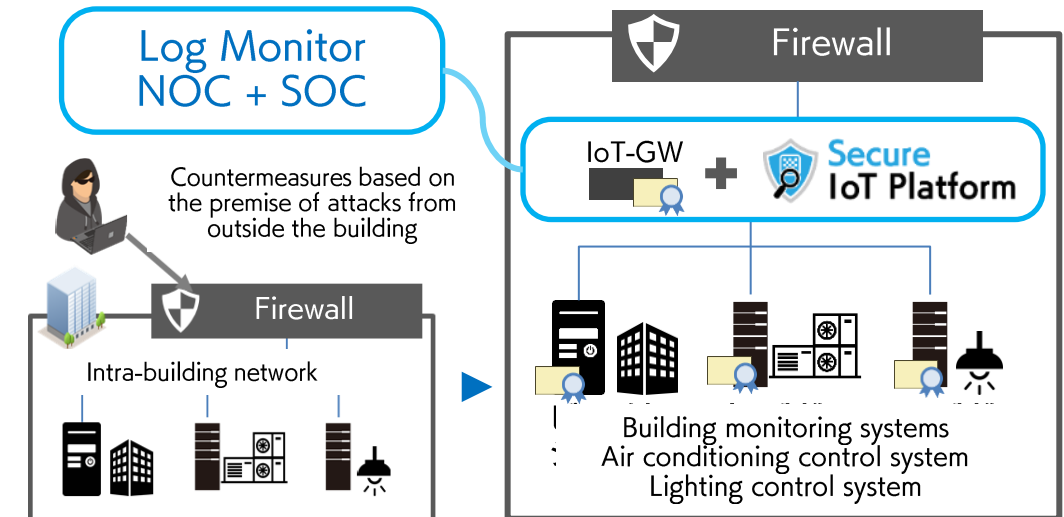 Log Monitor
NOC + SOC
Countermeasures based on
the premise of attacks from
outside the building
Firewall
Intra-building network
Firewall
IoT-GW
Secure
IoT Platform
Building monitoring systems
Air conditioning control system
Lighting control system